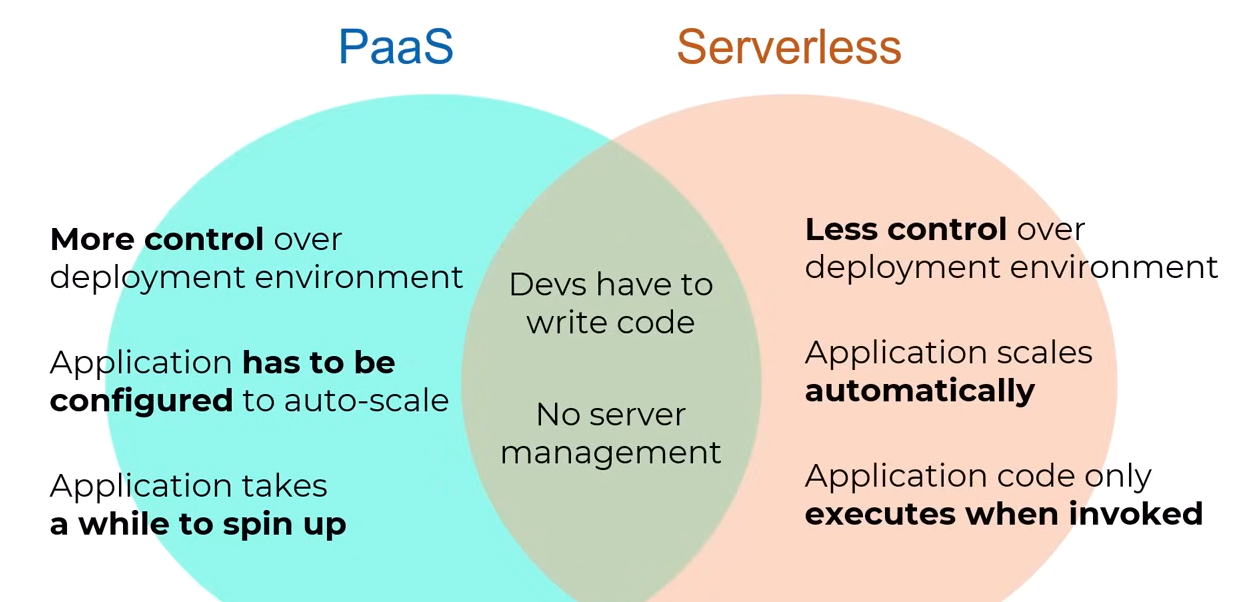 PaaS
Serverless
More control over
deployment environment
Application has to be
configured to auto-scale
Application takes
a while to spin up
Devs have to
write code
No server
management
Less control over
deployment environment
Application scales
automatically
Application code only
executes when invoked